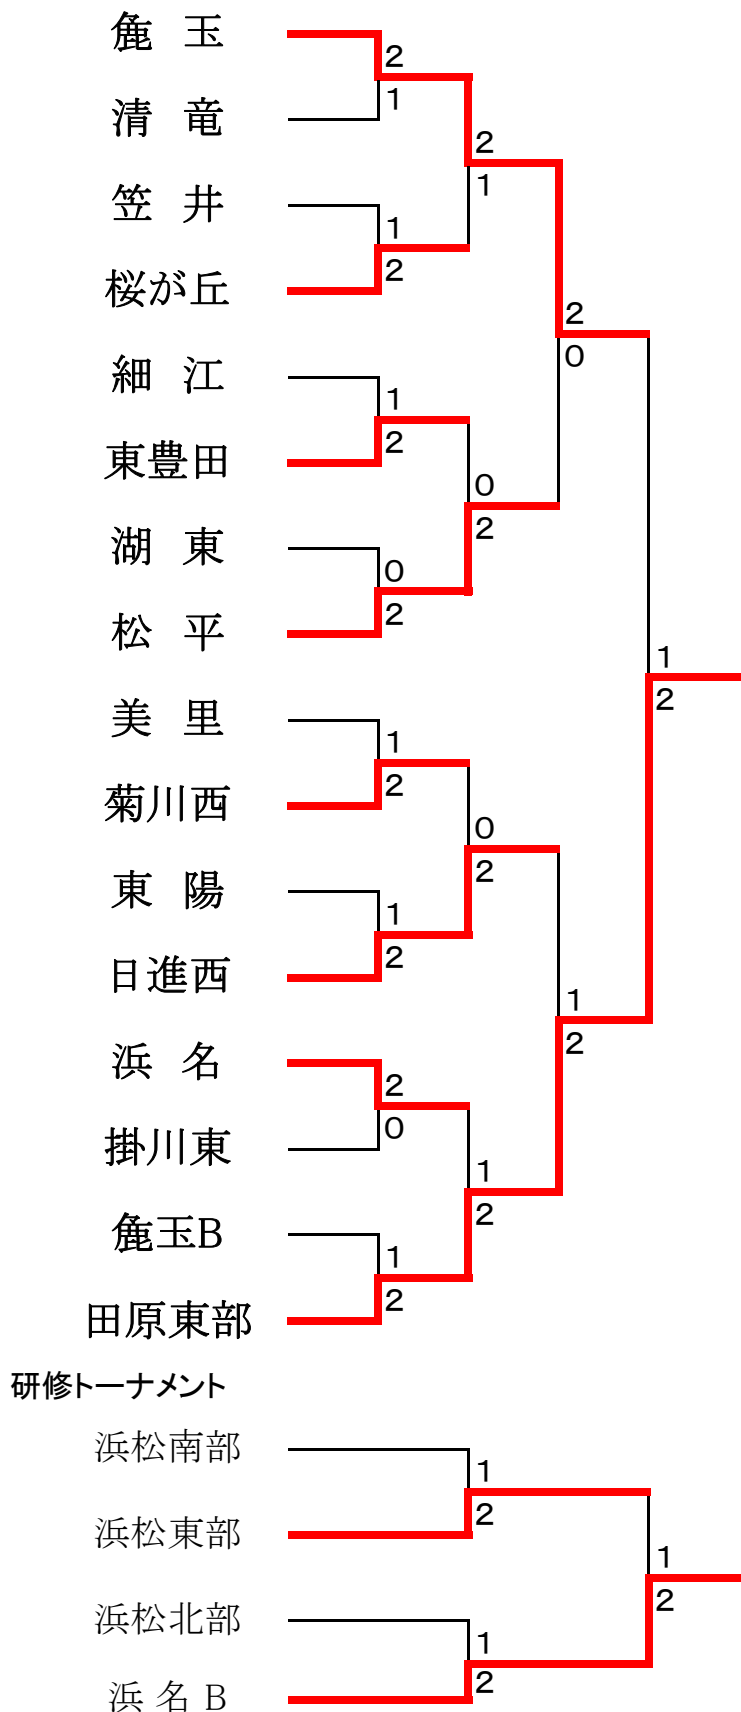 麁 玉
2
1
清 竜
2
1
笠 井
1
2
桜が丘
2
0
細 江
1
2
東豊田
0
2
湖 東
0
2
松 平
1
2
美 里
1
2
菊川西
0
2
東 陽
1
2
日進西
1
2
浜 名
2
0
掛川東
1
2
麁玉B
1
2
田原東部
研修トーナメント
浜松南部
1
2
浜松東部
1
2
浜松北部
1
2
浜 名 B